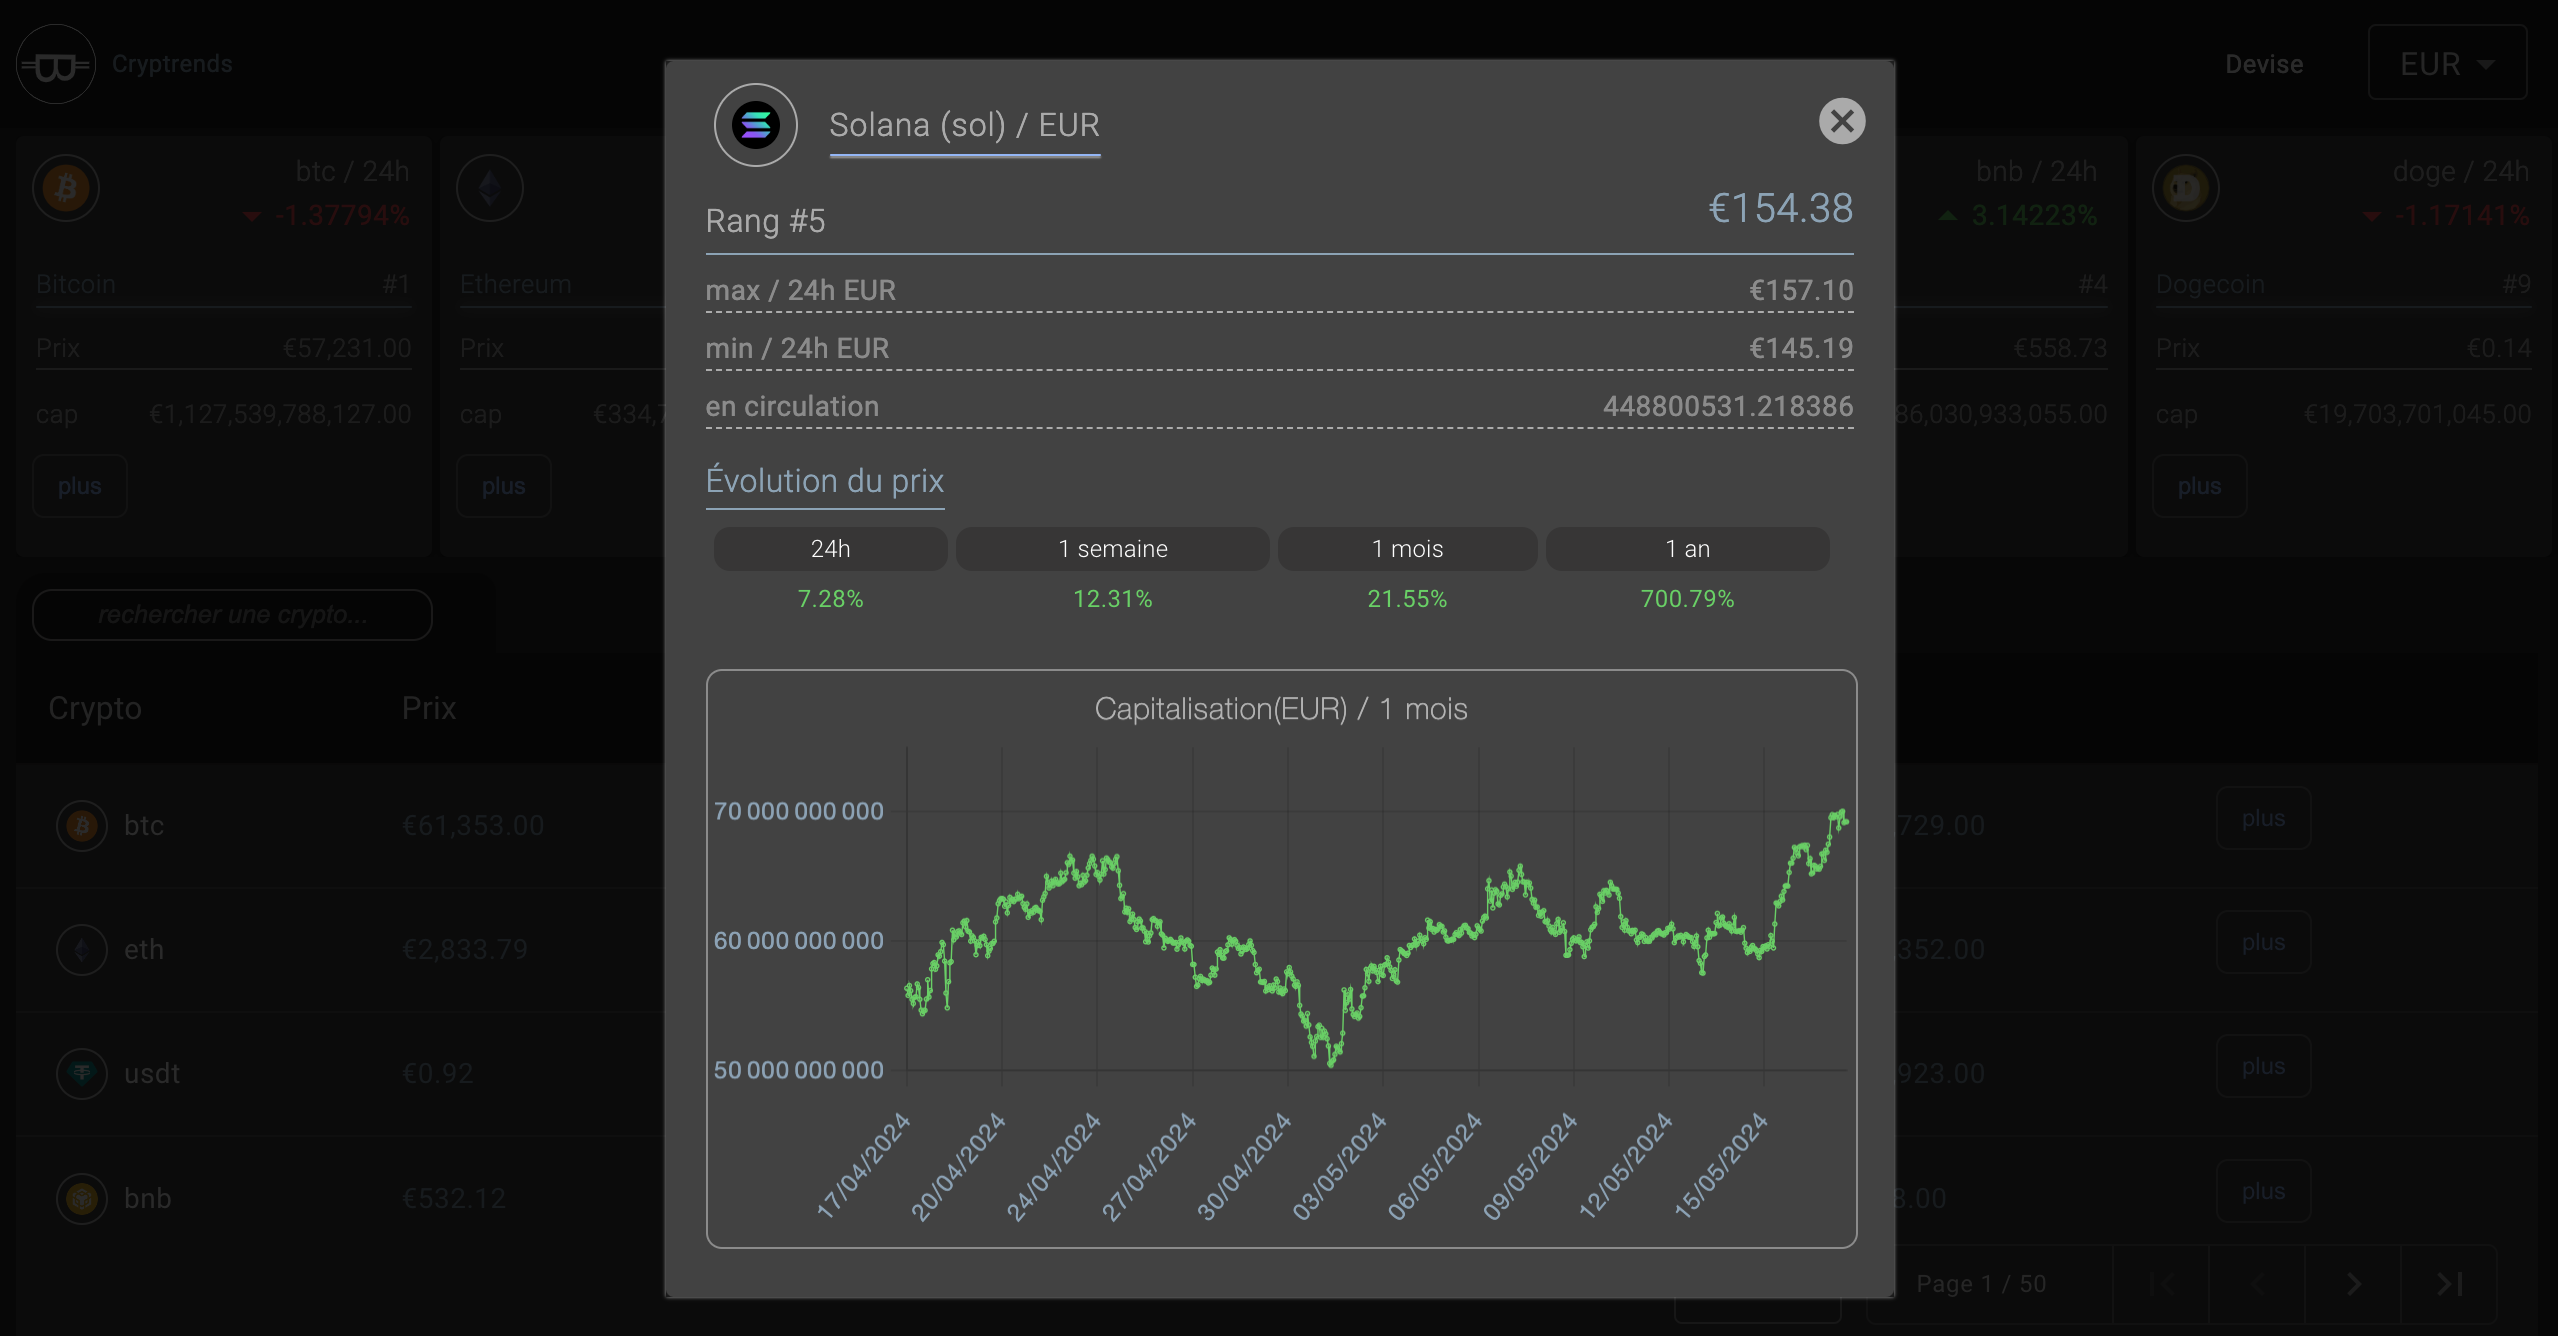 Cryptrends
Devise
EUR
btc / 24h
-1.37794%
Bitcoin #1
Prix €57,231.00
cap €1,127,539,788,127.00
plus
Ethereum
Prix
cap €334,7
plus
bnb / 24h
3.14223%
#4
€558.73
86,030,933,055.00
doge / 24h
-1.17141%
Dogecoin #9
Prix €0.14
cap €19,703,701,045.00
plus
Solana (sol) / EUR
Rang #5 €154.38
max / 24h EUR €157.10
min / 24h EUR €145.19
en circulation 448800531.218386
Évolution du prix
24h 1 semaine 1 mois 1 an
7.28% 12.31% 21.55% 700.79%
Capitalisation(EUR) / 1 mois
70 000 000 000
60 000 000 000
50 000 000 000
17/04/2024 20/04/2024 24/04/2024 27/04/2024 30/04/2024 03/05/2024 06/05/2024 09/05/2024 12/05/2024 15/05/2024
rechercher une crypto...
Crypto Prix
btc €61,353.00 729.00 plus
eth €2,833.79 352.00 plus
usdt €0.92 923.00 plus
bnb €532.12 3.00 plus
Page 1 / 50